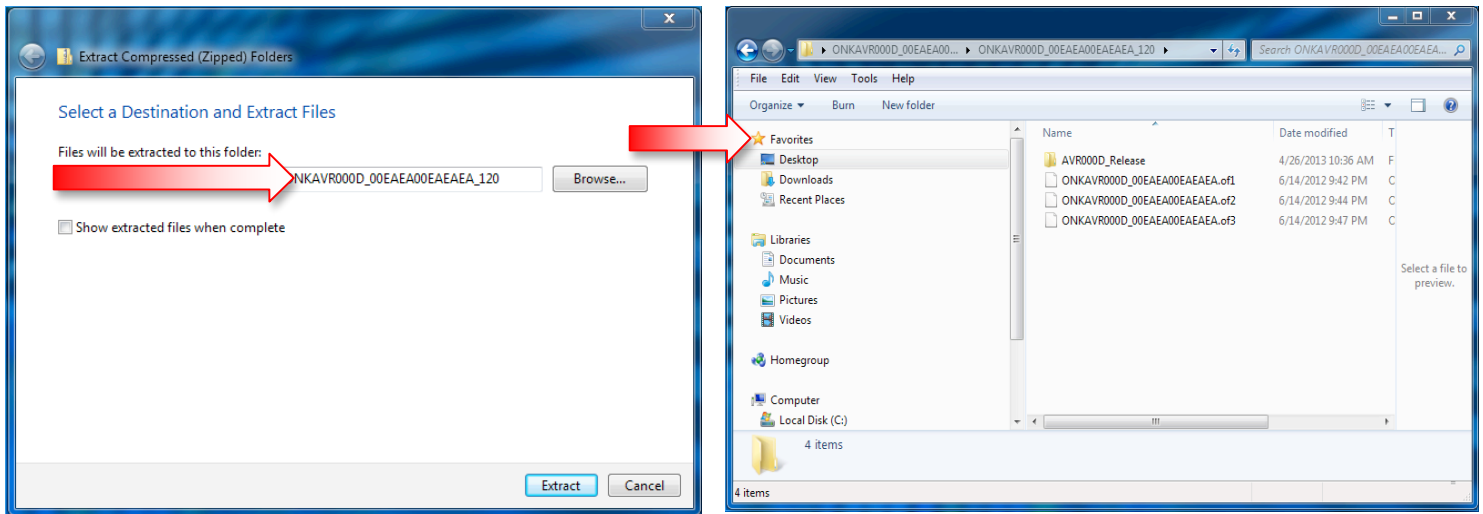 x
Extract Compressed (Zipped) Folders
Select a Destination and Extract Files
Files will be extracted to this folder:
NKAVR000D_00EAEA00EAEAEA_120
Browse...
Show extracted files when complete
Extract
Cancel
ONKAVR000D_00EAEA00... ONKAVR000D_00EAEA00EAEAEA_120
Search ONKAVR000D_00EAEA00EAEA...
File Edit View Tools Help
Organize Burn New folder
Favorites
Desktop
Downloads
Recent Places
Libraries
Documents
Music
Pictures
Videos
Homegroup
Computer
Local Disk (C:)
Name Date modified T
AVR000D_Release 4/26/2013 10:36 AM F
ONKAVR000D_00EAEA00EAEAEA.of1 6/14/2012 9:42 PM C
ONKAVR000D_00EAEA00EAEAEA.of2 6/14/2012 9:44 PM C
ONKAVR000D_00EAEA00EAEAEA.of3 6/14/2012 9:47 PM C
Select a file to
preview.
4 items
4 items